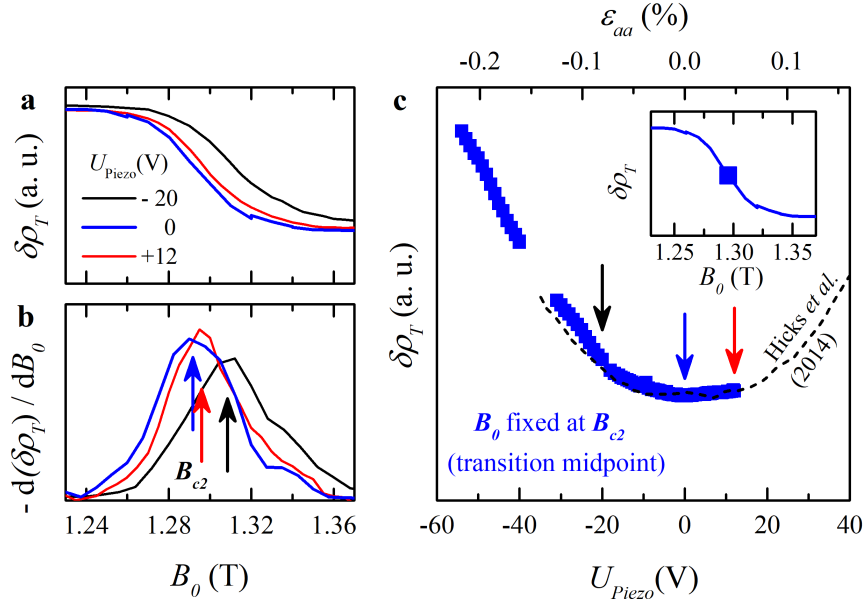 a
δρ_T (a. u.)
U_Piezo(V)
- 20
0
+12
b
- d(δρ_T) / dB_0
B_c2
1.24 1.28 1.32 1.36
B_0 (T)
ε_aa (%)
-0.2 -0.1 0.0 0.1
c
δρ_T (a. u.)
δρ_T
1.25 1.30 1.35
B_0 (T)
Hicks et al.
(2014)
B_0 fixed at B_c2
(transition midpoint)
-60 -40 -20 0 20 40
U_Piezo(V)